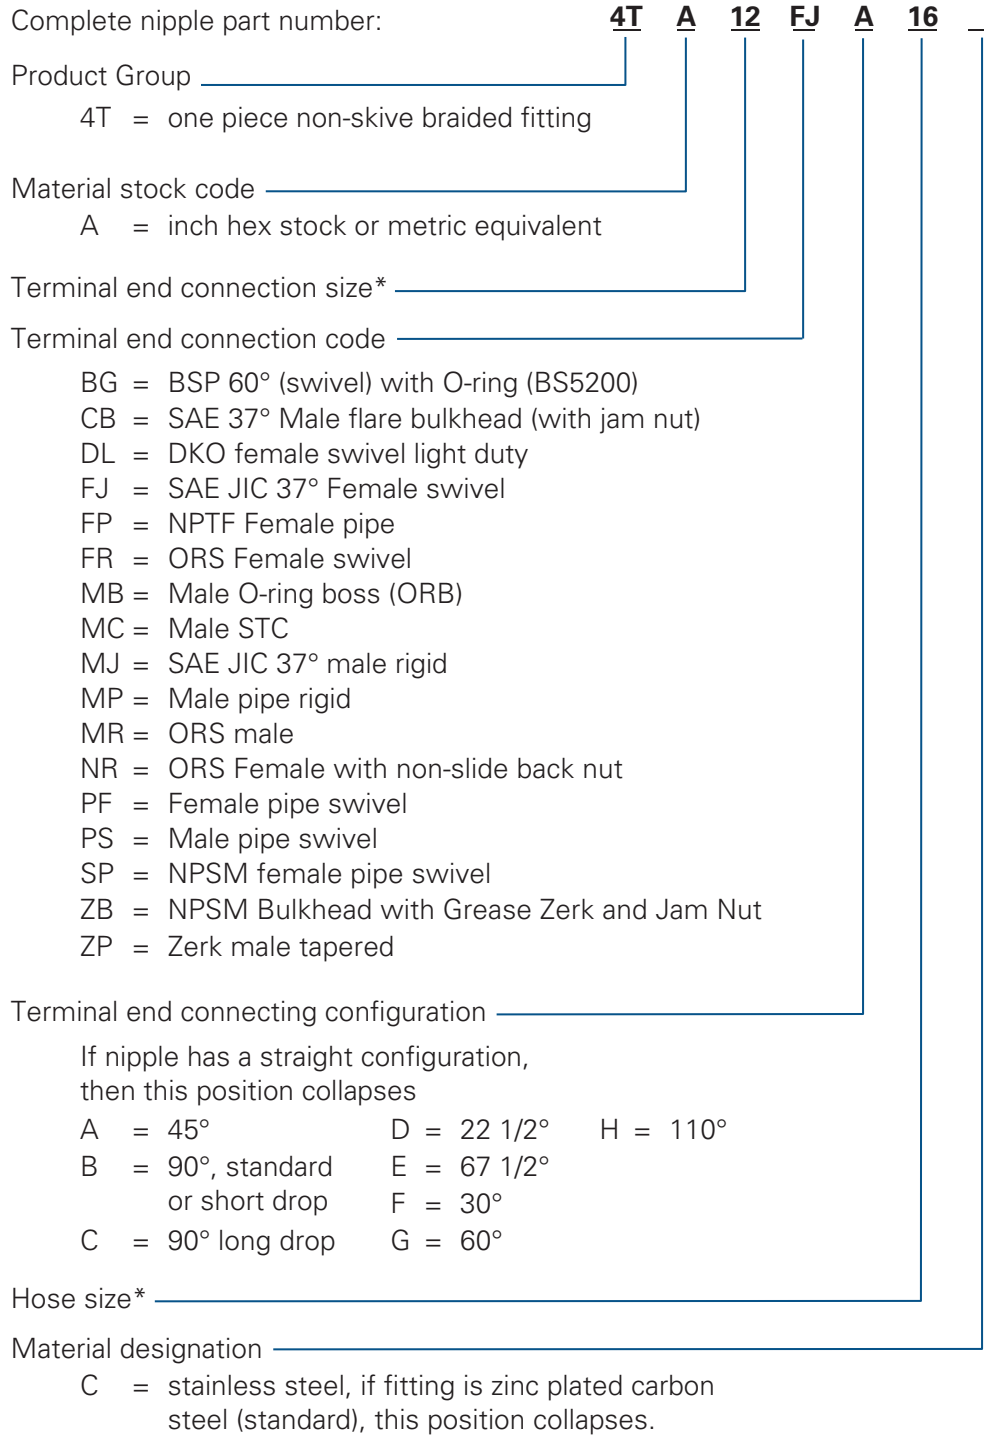 Complete nipple part number: 4T A 12 FJ A 16 _
Product Group
4T = one piece non-skive braided fitting
Material stock code
A = inch hex stock or metric equivalent
Terminal end connection size*
Terminal end connection code
BG = BSP 60° (swivel) with O-ring (BS5200)
CB = SAE 37° Male flare bulkhead (with jam nut)
DL = DKO female swivel light duty
FJ = SAE JIC 37° Female swivel
FP = NPTF Female pipe
FR = ORS Female swivel
MB = Male O-ring boss (ORB)
MC = Male STC
MJ = SAE JIC 37° male rigid
MP = Male pipe rigid
MR = ORS male
NR = ORS Female with non-slide back nut
PF = Female pipe swivel
PS = Male pipe swivel
SP = NPSM female pipe swivel
ZB = NPSM Bulkhead with Grease Zerk and Jam Nut
ZP = Zerk male tapered
Terminal end connecting configuration
If nipple has a straight configuration,
then this position collapses
A = 45° D = 22 1/2° H = 110°
B = 90°, standard E = 67 1/2°
or short drop F = 30°
C = 90° long drop G = 60°
Hose size*
Material designation
C = stainless steel, if fitting is zinc plated carbon
steel (standard), this position collapses.